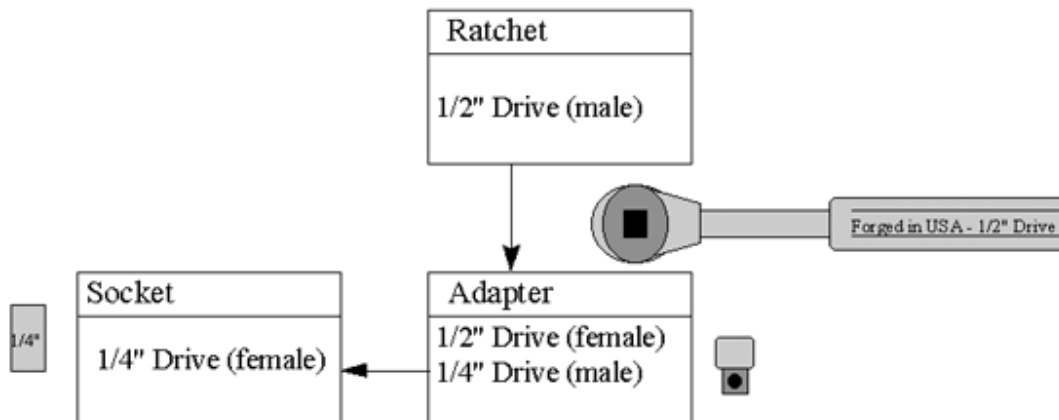 Ratchet
1/2" Drive (male)
Forged in USA - 1/2" Drive
Socket
Adapter
1/4"
1/4" Drive (female)
1/2" Drive (female)
1/4" Drive (male)